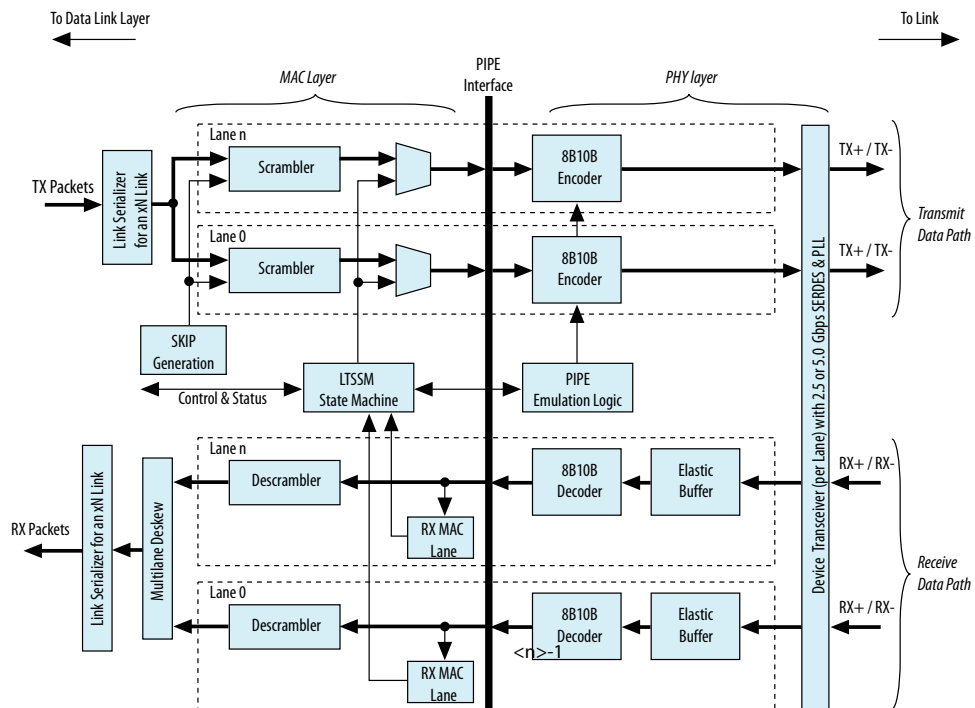 To Data Link Layer
To Link
PIPE
Interface
MAC Layer
PHY layer
Lane n
Scrambler
8B10B
Encoder
TX+ / TX-
TX Packets
Link Serializer
for an xN Link
Lane 0
Scrambler
8B10B
Encoder
TX+ / TX-
Transmit
Data Path
SKIP
Generation
Control & Status
LTSSM
State Machine
PIPE
Emulation Logic
Device Transceiver (per Lane) with 2.5 or 5.0 Gbps SERDES & PLL
Lane n
Descrambler
8B10B
Decoder
Elastic
Buffer
RX+ / RX-
RX MAC
Lane
RX Packets
Link Serializer for an xN Link
Multilane Deskew
Receive
Data Path
Lane 0
Descrambler
8B10B
Decoder
<n>-1
Elastic
Buffer
RX+ / RX-
RX MAC
Lane